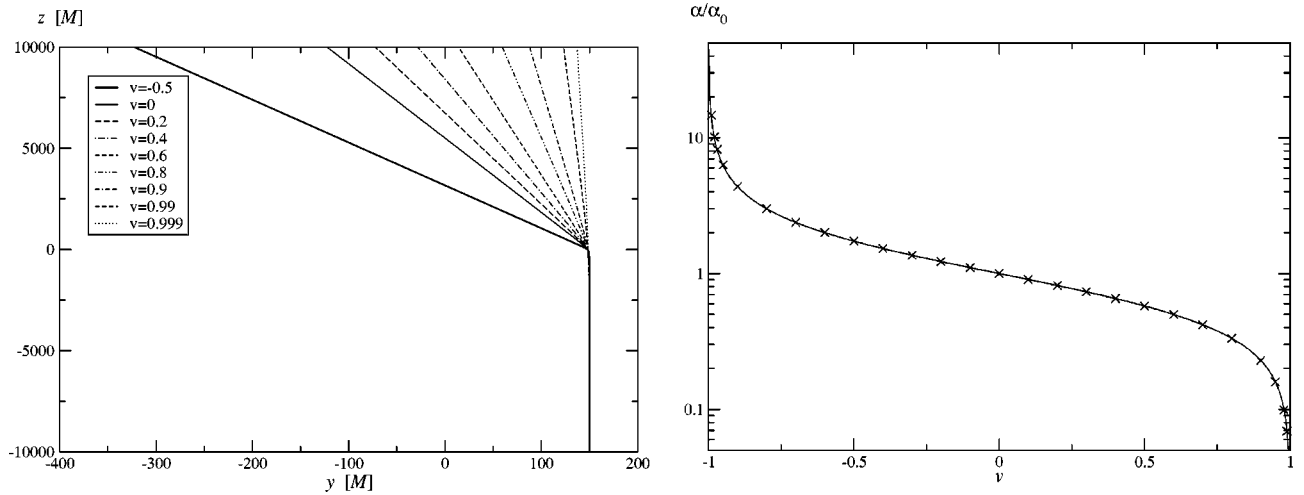 z [M]
10000
5000
0
-5000
-10000
v=-0.5
v=0
v=0.2
v=0.4
v=0.6
v=0.8
v=0.9
v=0.99
v=0.999
-400 -300 -200 -100 0 100 200
y [M]
α/α0
10
1
0.1
-1 -0.5 0 0.5 1
v